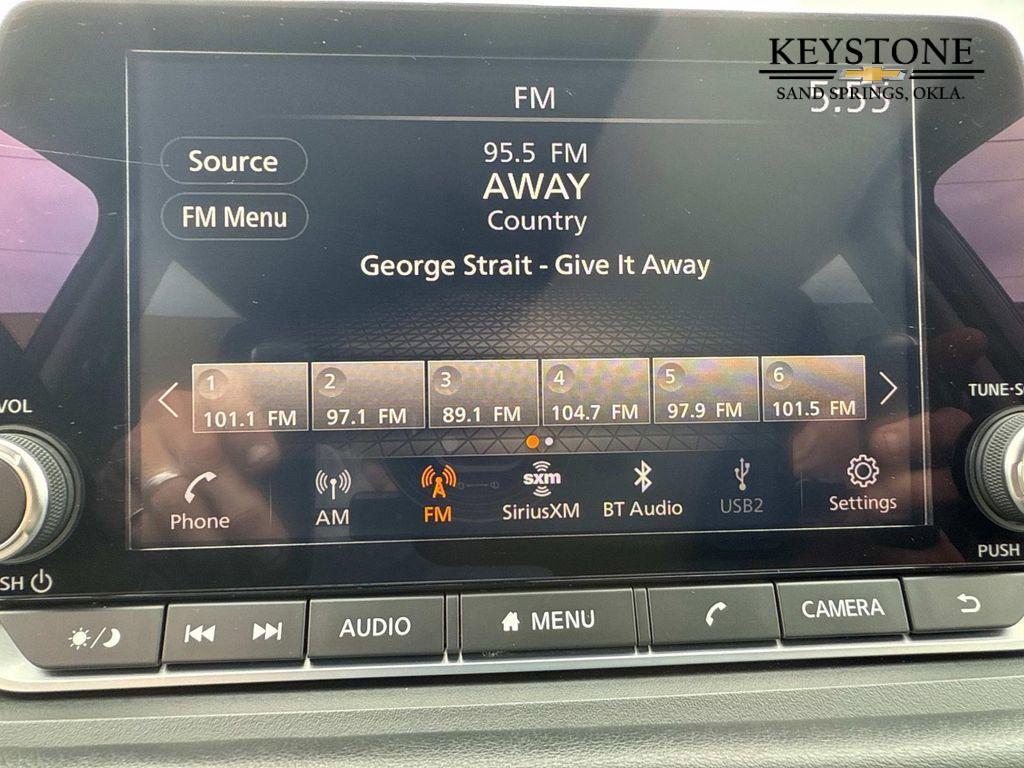 KEYSTONE
SAND SPRINGS, OKLA.
FM
Source
95.5 FM
AWAY
FM Menu
Country
George Strait - Give It Away
1
2
3
4
5
6
101.1 FM
97.1 FM
89.1 FM
104.7 FM
97.9 FM
101.5 FM
VOL
TUNE-S
Phone
AM
FM
sxm
SiriusXM
BT Audio
USB2
Settings
SH
PUSH
AUDIO
MENU
CAMERA